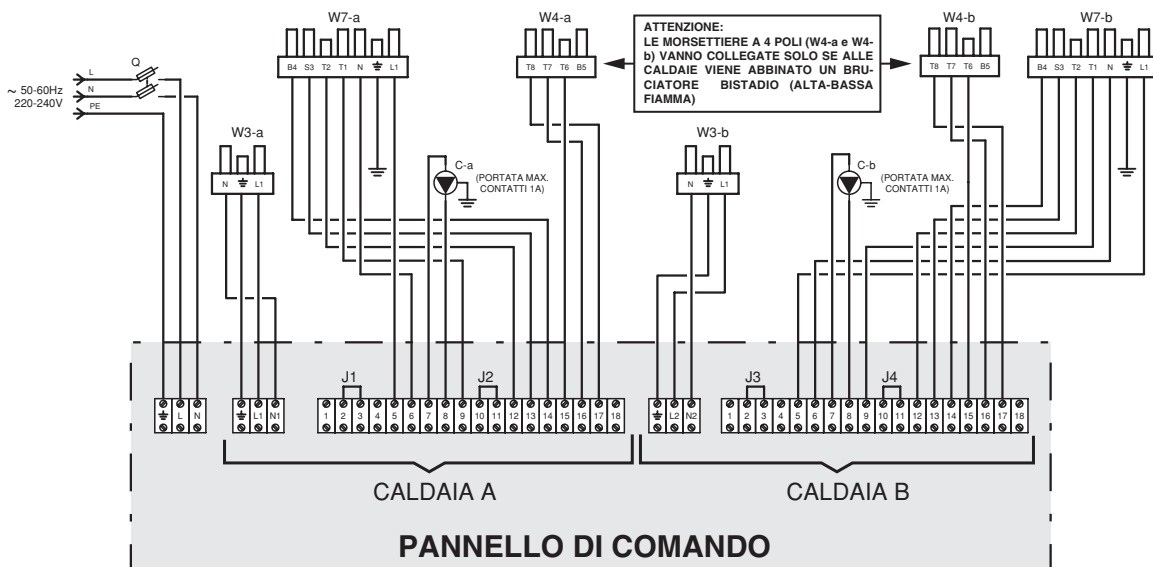 W7-a
W4-a
ATTENZIONE:
LE MORSETTIERE A 4 POLI (W4-a e W4-
b) VANNO COLLEGATE SOLO SE ALLE
CALDAIE VIENE ABBINATO UN BRU-
CIATORE BISTADIO (ALTA-BASSA
FIAMMA)
W4-b
W7-b
B4 S3 T2 T1 N L1
T8 T7 T6 B5
T8 T7 T6 B5
B4 S3 T2 T1 N L1
Q
L
N
PE
~ 50-60Hz
220-240V
W3-a
N L1
C-a
(PORTATA MAX.
CONTATTI 1A)
W3-b
N L1
C-b
(PORTATA MAX.
CONTATTI 1A)
J1
J2
J3
J4
L N
L1 N1
1 2 3 4 5 6 7 8 9 10 11 12 13 14 15 16 17 18
L2 N2
1 2 3 4 5 6 7 8 9 10 11 12 13 14 15 16 17 18
CALDAIA A
CALDAIA B
PANNELLO DI COMANDO